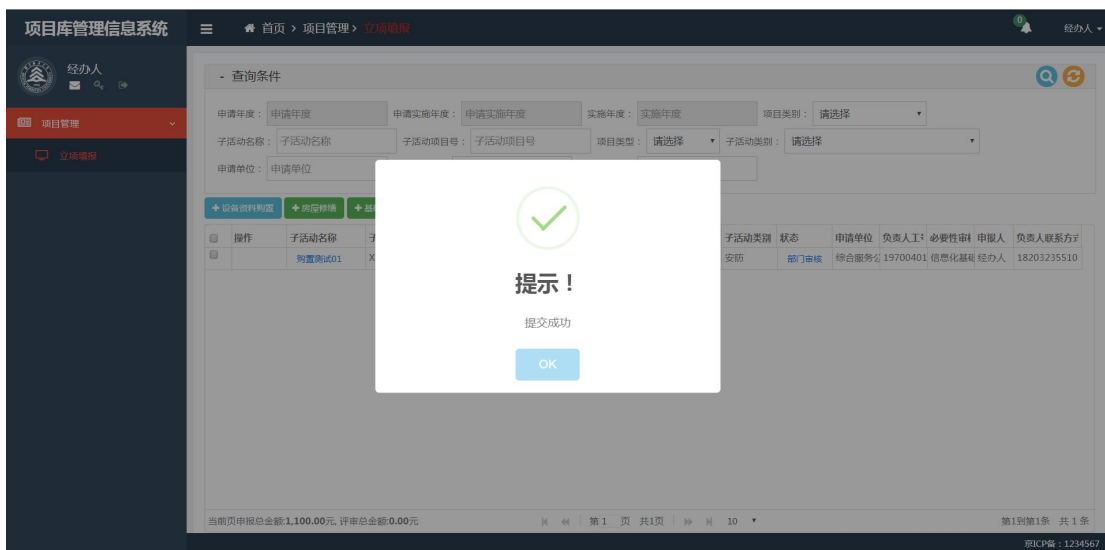 项目库管理信息系统 首页 > 项目管理 > 立项填报 0 经办人
经办人
- 查询条件
项目管理
申请年度： 申请年度 申请实施年度： 申请实施年度 实施年度： 实施年度 项目类别： 请选择
子活动名称： 子活动名称 子活动项目号： 子活动项目号 项目类型： 请选择 子活动类别： 请选择
立项填报
申请单位： 申请单位
+设备资料购置 +房屋修缮
操作 子活动名称 子活动类别 状态 申请单位 负责人工 必要性审 申报人 负责人联系方
购置测试01 X 安防 部门审核 综合服务 19700401 信息化基础 经办人 18203235510
提示！
提交成功
OK
当前页申报总金额:1,100.00元, 评审总金额:0.00元 第 1 页 共1页 10 第1到第1条 共 1 条
京ICP备：1234567